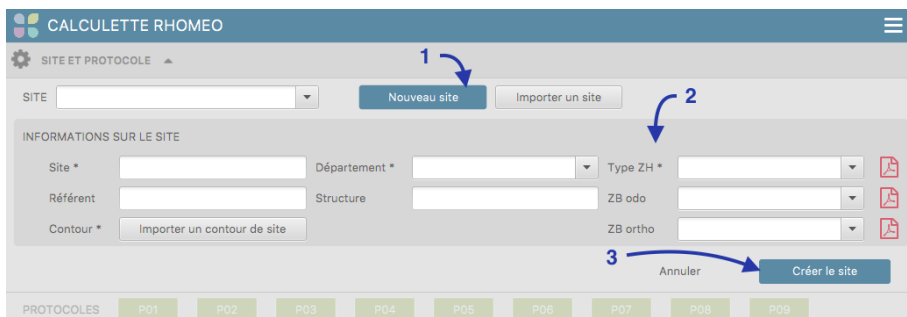 CALCULETTE RHOMEO
SITE ET PROTOCOLE
1
SITE
Nouveau site
Importer un site
2
INFORMATIONS SUR LE SITE
Site *
Département *
Type ZH *
Référent
Structure
ZB odo
Contour *
Importer un contour de site
ZB ortho
3
Annuler
Créer le site
PROTOCOLES P01 P02 P03 P04 P05 P06 P07 P08 P09